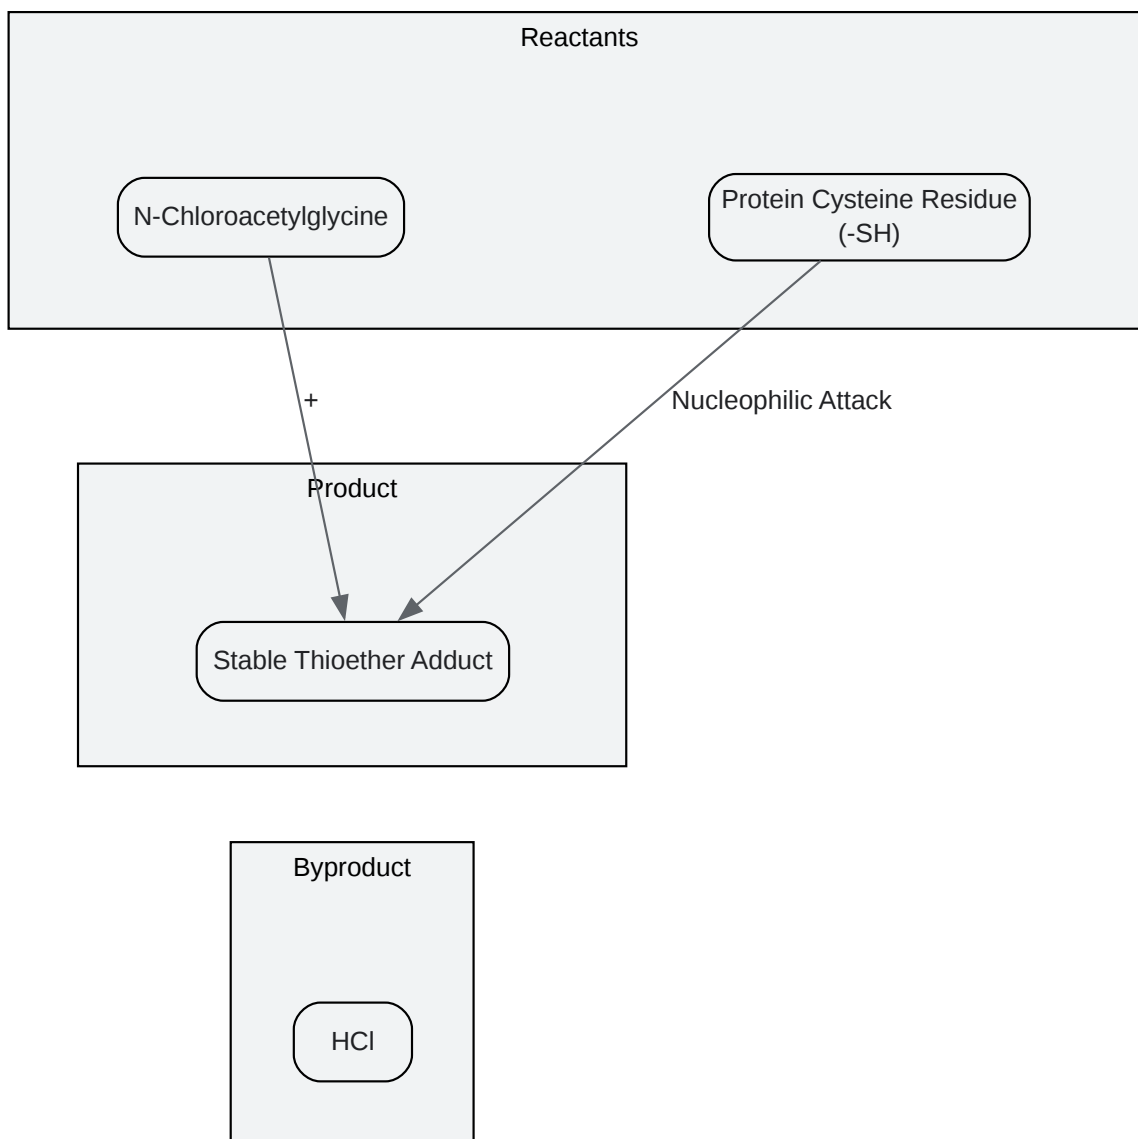 Reactants
N-Chloroacetylglycine
Protein Cysteine Residue
(-SH)
+
Nucleophilic Attack
Product
Stable Thioether Adduct
Byproduct
HCl